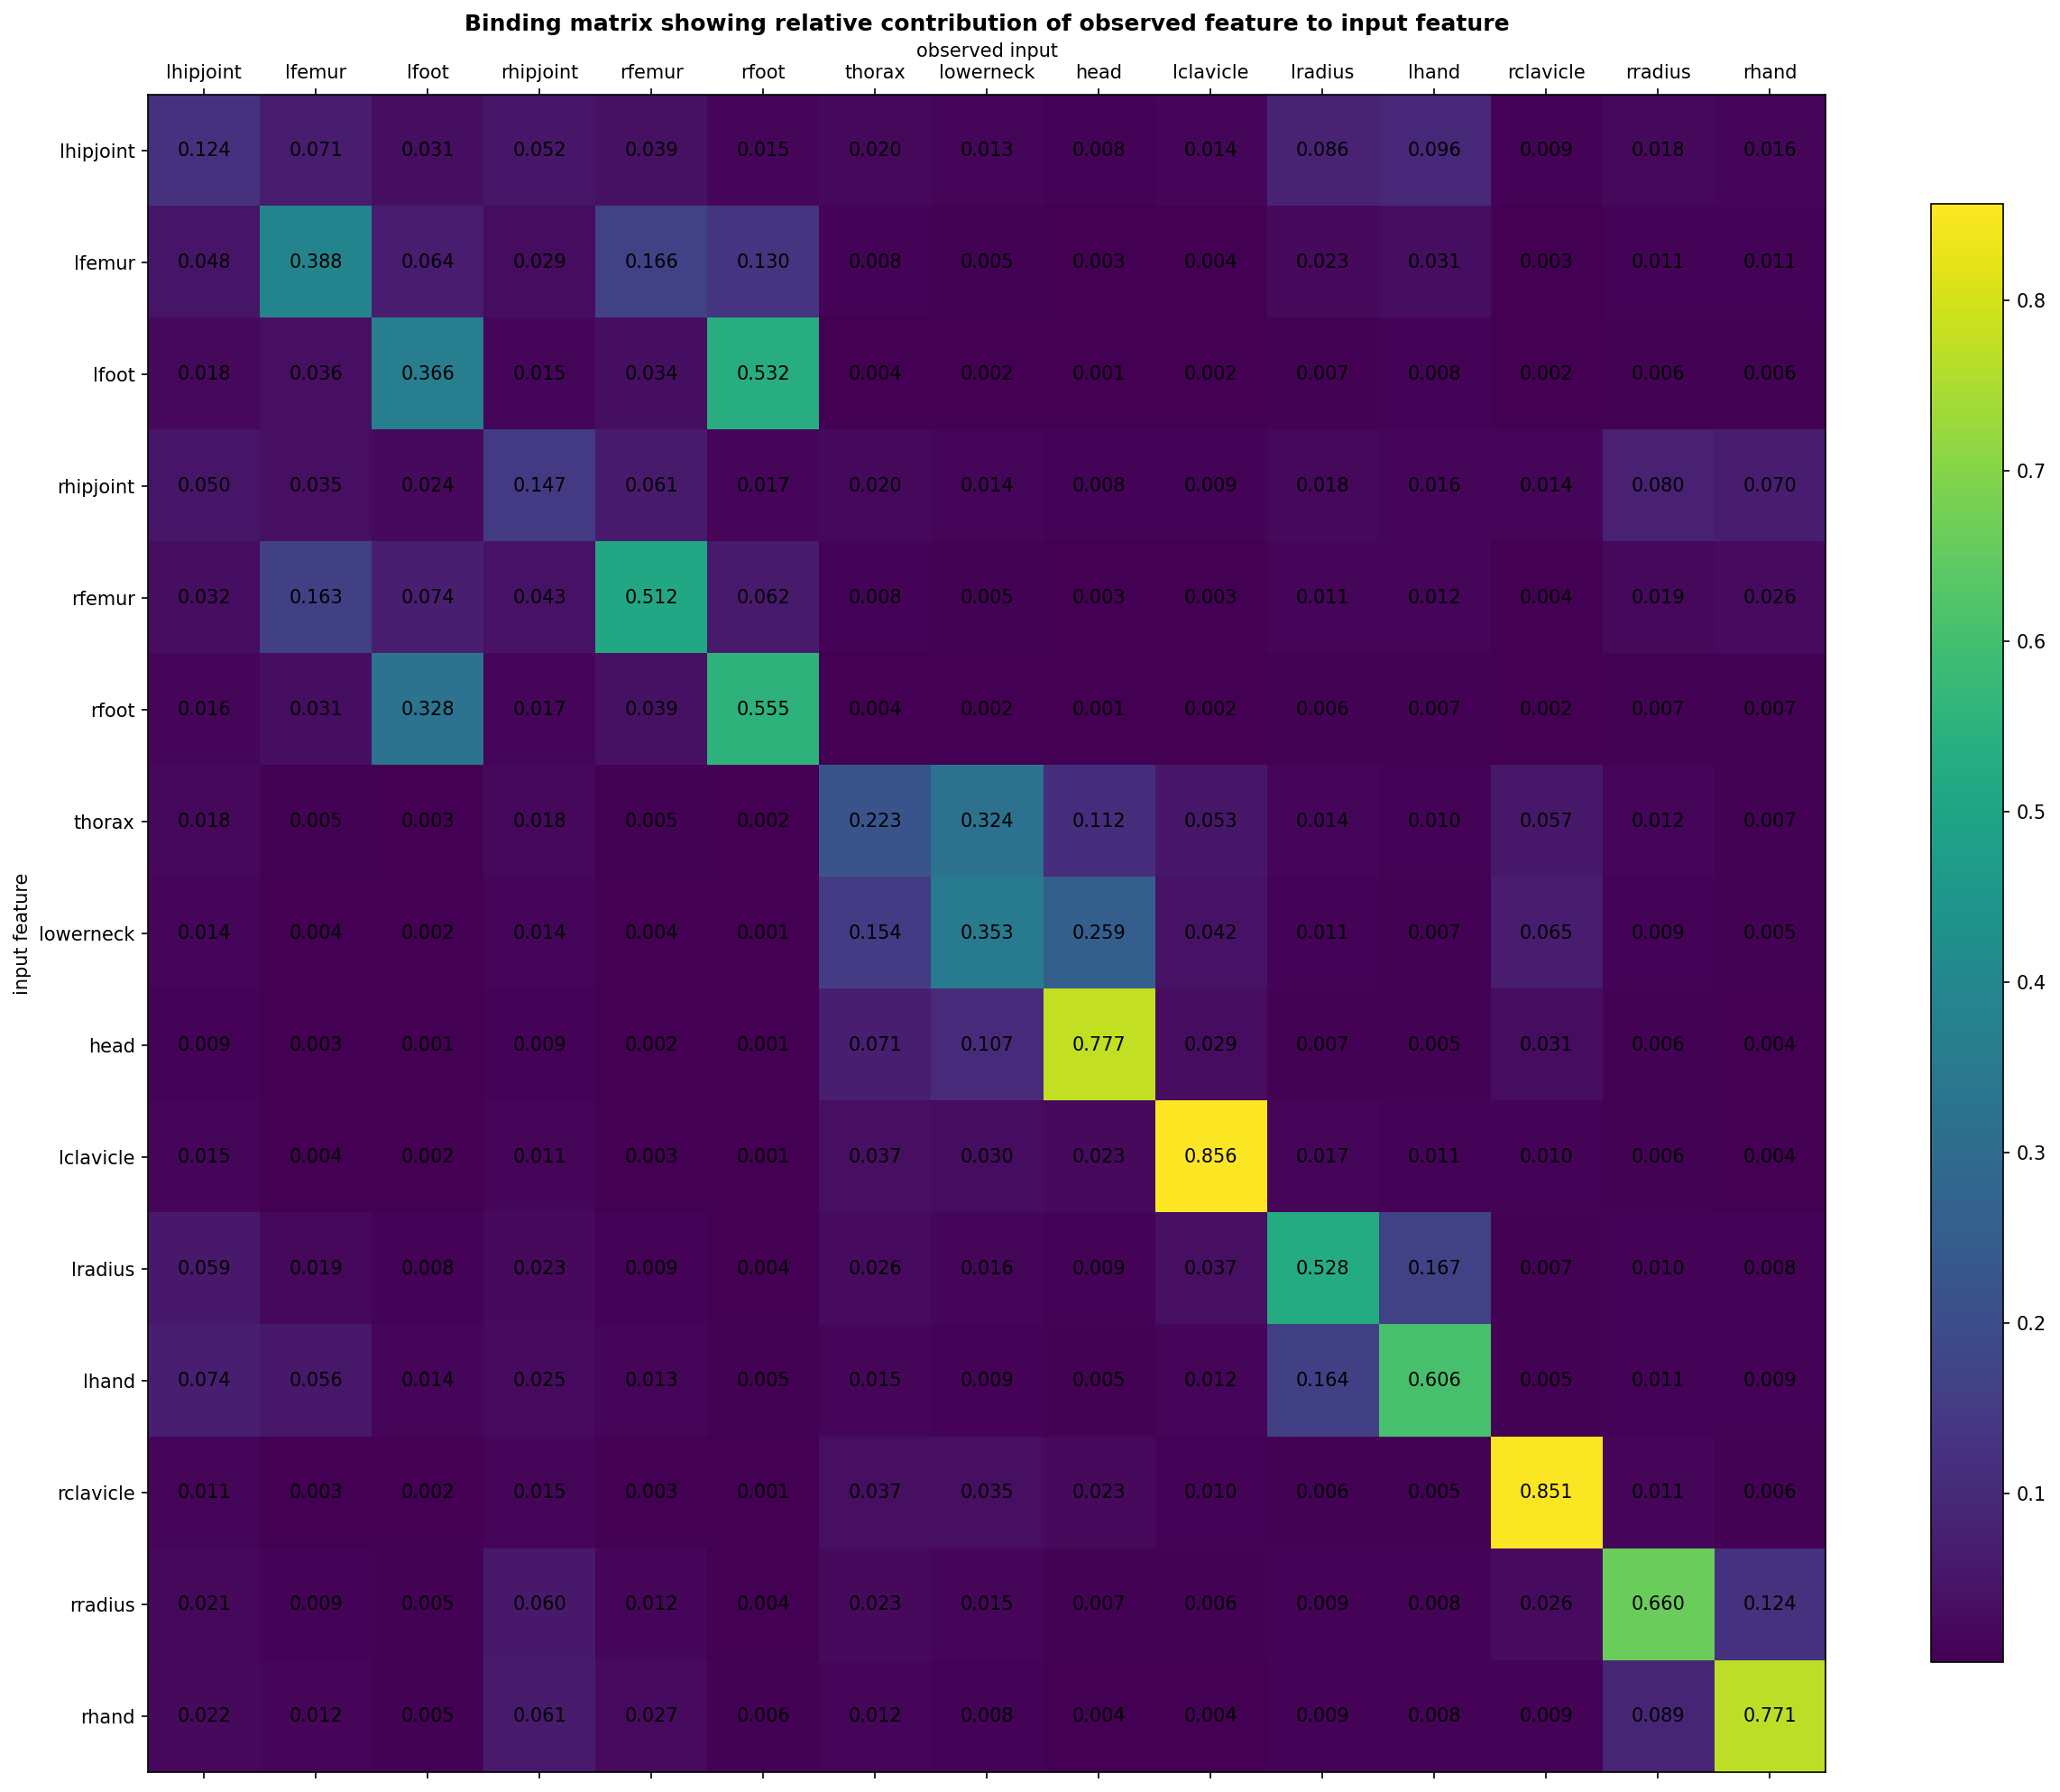 Binding matrix showing relative contribution of observed feature to input feature
observed input
lhipjoint lfemur lfoot rhipjoint rfemur rfoot thorax lowerneck head lclavicle lradius lhand rclavicle rradius rhand
lhipjoint 0.124 0.071 0.031 0.052 0.039 0.015 0.020 0.013 0.008 0.014 0.086 0.096 0.009 0.018 0.016
lfemur 0.048 0.388 0.064 0.029 0.166 0.130 0.008 0.005 0.003 0.004 0.023 0.031 0.003 0.011 0.011
lfoot 0.018 0.036 0.366 0.015 0.034 0.532 0.004 0.002 0.001 0.002 0.007 0.008 0.002 0.006 0.006
rhipjoint 0.050 0.035 0.024 0.147 0.061 0.017 0.020 0.014 0.008 0.009 0.018 0.016 0.014 0.080 0.070
rfemur 0.032 0.163 0.074 0.043 0.512 0.062 0.008 0.005 0.003 0.003 0.011 0.012 0.004 0.019 0.026
rfoot 0.016 0.031 0.328 0.017 0.039 0.555 0.004 0.002 0.001 0.002 0.006 0.007 0.002 0.007 0.007
thorax 0.018 0.005 0.003 0.018 0.005 0.002 0.223 0.324 0.112 0.053 0.014 0.010 0.057 0.012 0.007
lowerneck 0.014 0.004 0.002 0.014 0.004 0.001 0.154 0.353 0.259 0.042 0.011 0.007 0.065 0.009 0.005
head 0.009 0.003 0.001 0.009 0.002 0.001 0.071 0.107 0.777 0.029 0.007 0.005 0.031 0.006 0.004
lclavicle 0.015 0.004 0.002 0.011 0.003 0.001 0.037 0.030 0.023 0.856 0.017 0.011 0.010 0.006 0.004
lradius 0.059 0.019 0.008 0.023 0.009 0.004 0.026 0.016 0.009 0.037 0.528 0.167 0.007 0.010 0.008
lhand 0.074 0.056 0.014 0.025 0.013 0.005 0.015 0.009 0.005 0.012 0.164 0.606 0.005 0.011 0.009
rclavicle 0.011 0.003 0.002 0.015 0.003 0.001 0.037 0.035 0.023 0.010 0.006 0.005 0.851 0.011 0.006
rradius 0.021 0.009 0.005 0.060 0.012 0.004 0.023 0.015 0.007 0.006 0.009 0.008 0.026 0.660 0.124
rhand 0.022 0.012 0.005 0.061 0.027 0.006 0.012 0.008 0.004 0.004 0.009 0.008 0.009 0.089 0.771
input feature
0.8
0.7
0.6
0.5
0.4
0.3
0.2
0.1